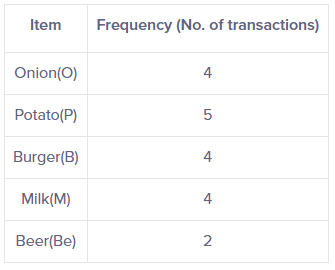 Item Frequency (No. of transactions)
Onion(O) 4
Potato(P) 5
Burger(B) 4
Milk(M) 4
Beer(Be) 2